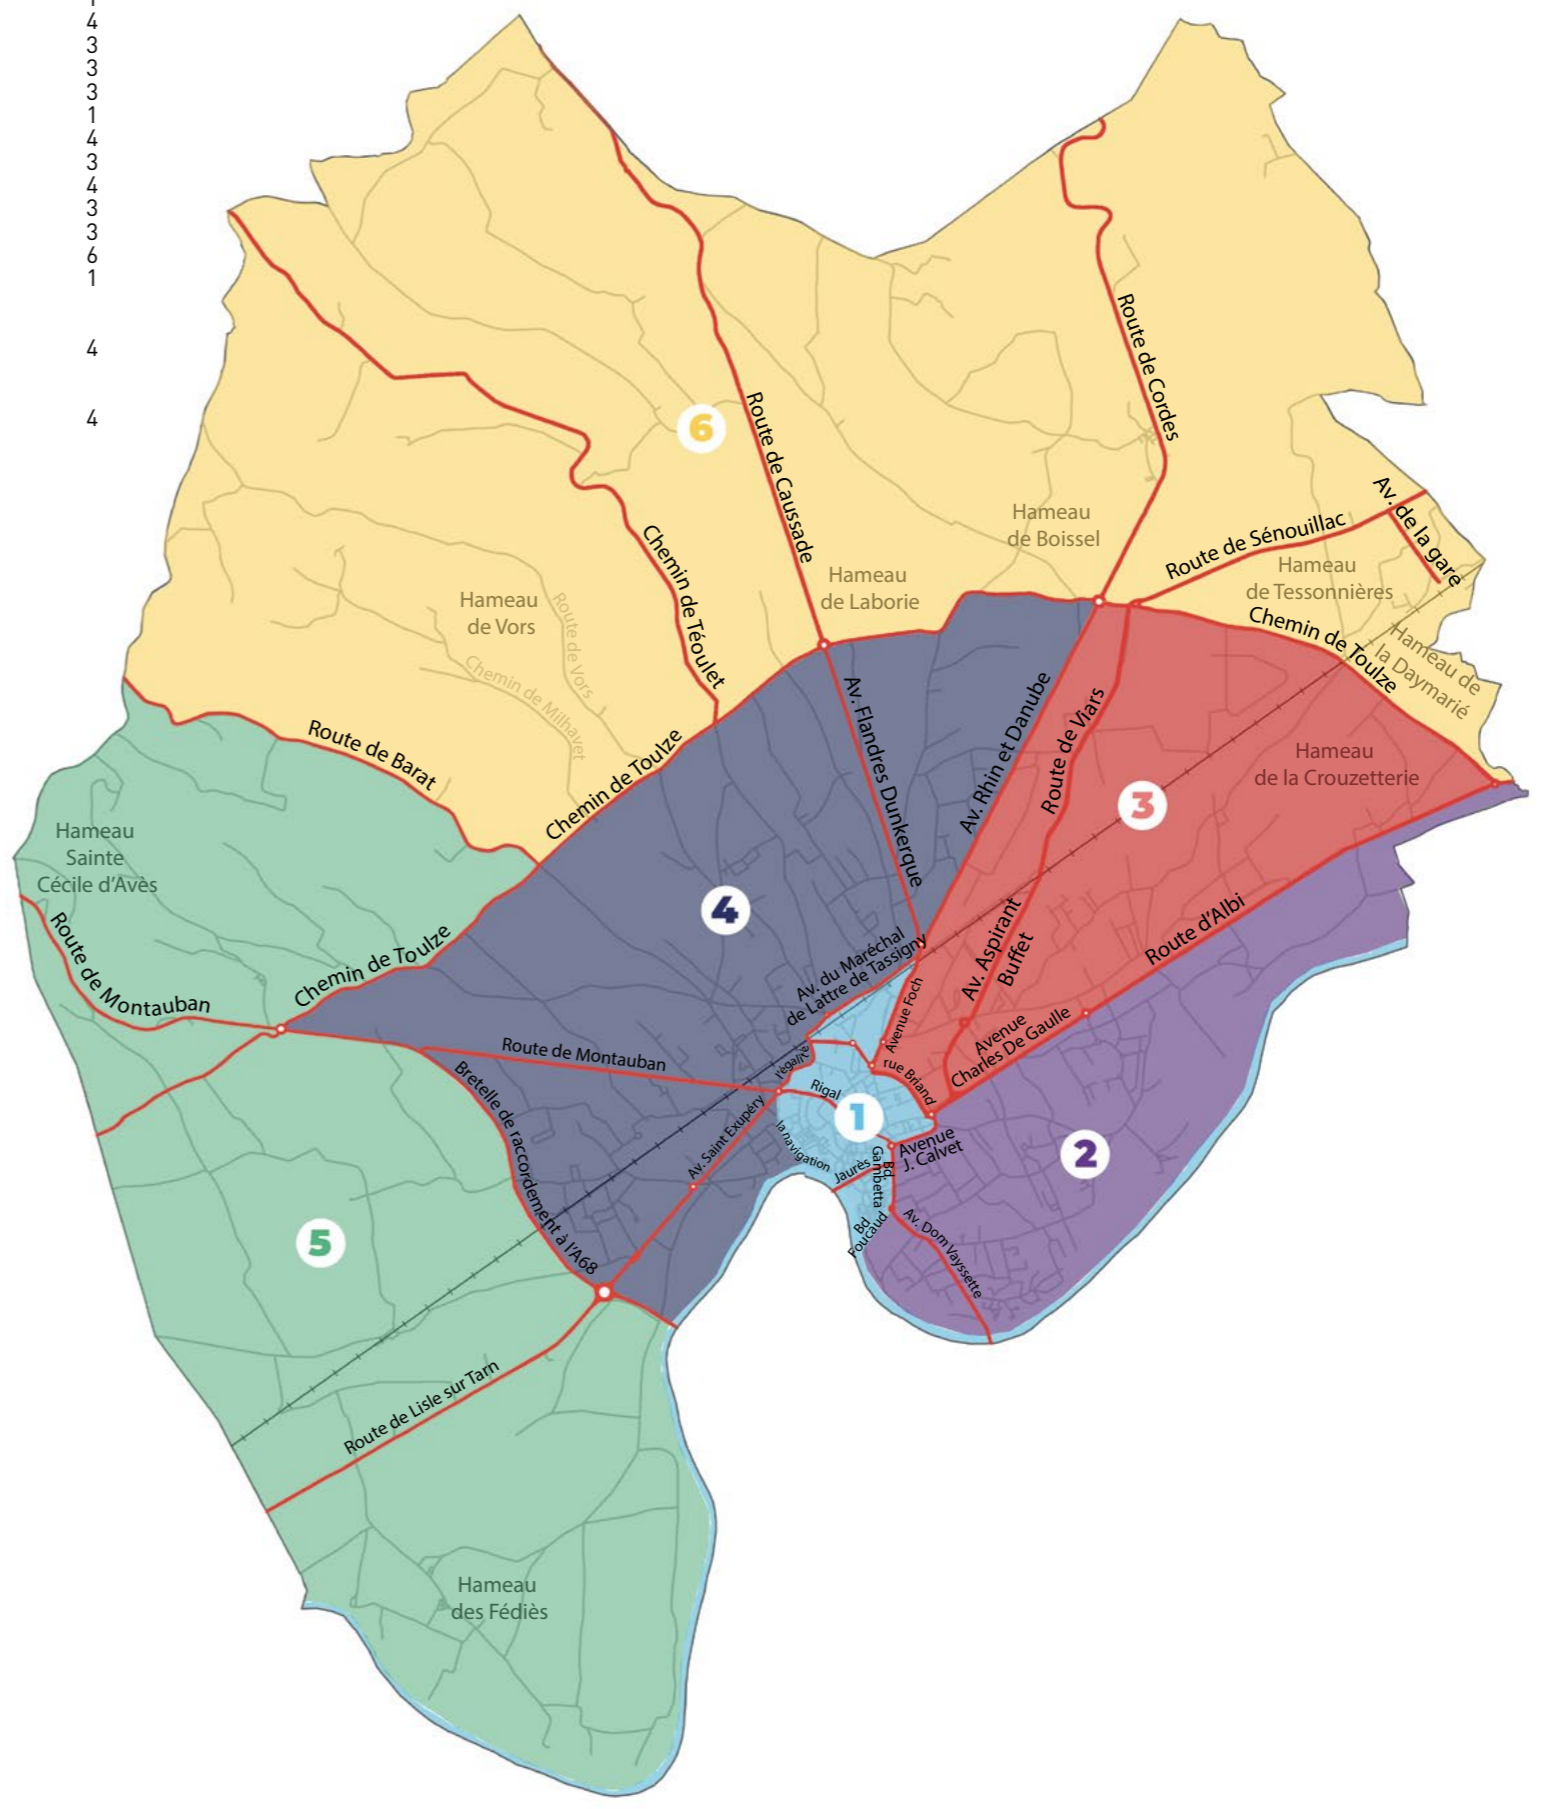 4
3
3
3
1
4
3
4
3
3
6
1
4
4
6
Route de Cordes
Route de Caussade
Hameau
de Boissel
Av. de la gare
Route de Sénouillac
Hameau
de Tessonnières
Hameau
de Laborie
Chemin de Téoulet
Hameau
de Vors
Route de Vors
Chemin de Milhavet
Chemin de Toulze
Hameau de
la Daymarié
Route de Barat
Chemin de Toulze
Av. Flandres Dunkerque
Av. Rhin et Danube
Route de Viars
3
Hameau
de la Crouzetterie
Hameau
Sainte
Cécile d'Avès
4
Route de Montauban
Chemin de Toulze
Av. du Maréchal
de Lattre de Tassigny
Av. Aspirant
Buffet
Route d'Albi
Avenue Foch
Avenue
Charles De Gaulle
Route de Montauban
l'égalité
rue Briand
Rigal
1
Bretelle de raccordement à l'A68
Av. Saint Exupéry
la navigation
Jaurès
Avenue
J. Calvet
Bd.
Gambetta
2
Bd
Foucaud
Av. Dom Vayssette
5
Route de Lisle sur Tarn
Hameau
des Fédiès